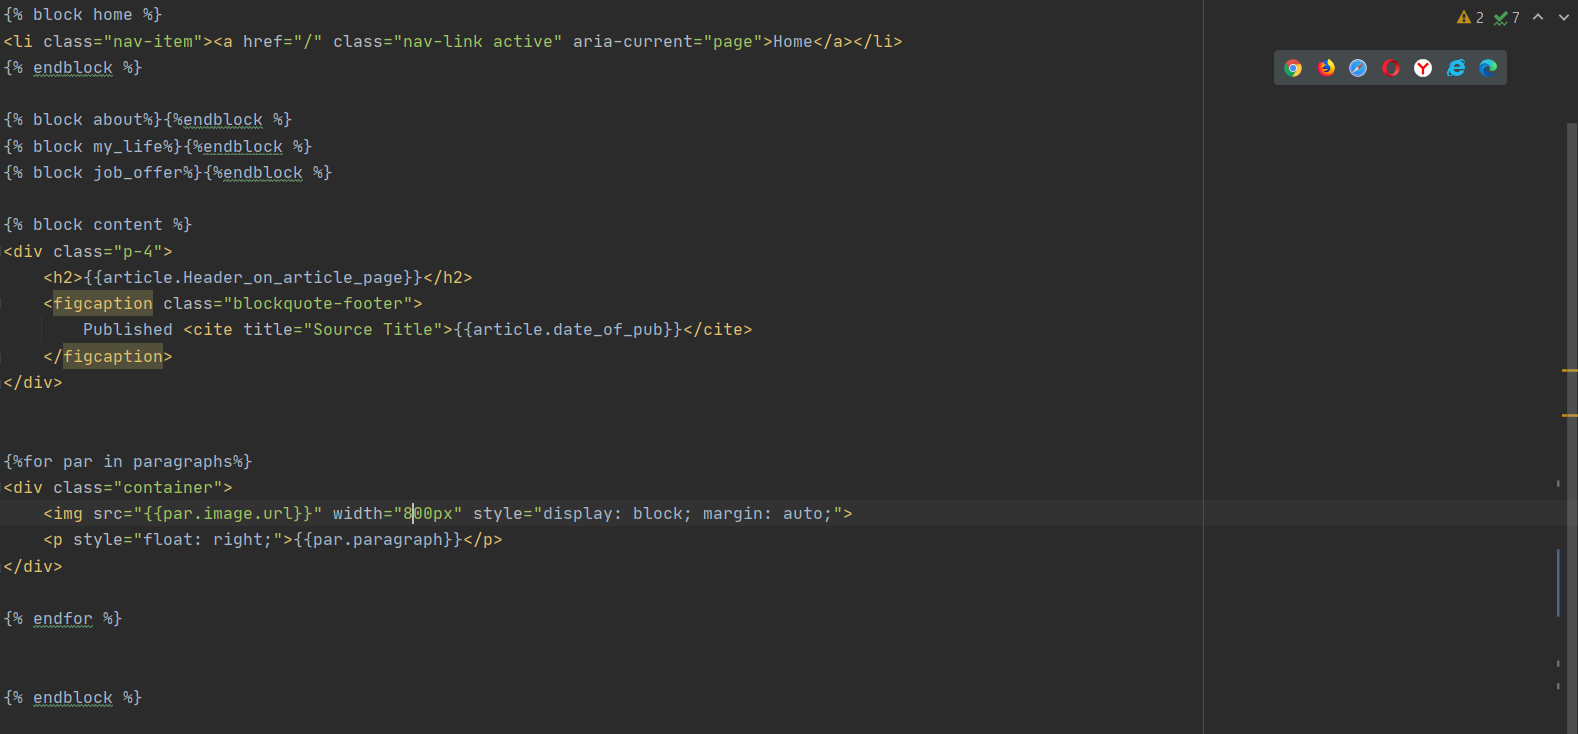 {% block home %}
<li class="nav-item"><a href="/" class="nav-link active" aria-current="page">Home</a></li>
{% endblock %}
{% block about%}{%endblock %}
{% block my_life%}{%endblock %}
{% block job_offer%}{%endblock %}
{% block content %}
<div class="p-4">
<h2>{{article.Header_on_article_page}}</h2>
<figcaption class="blockquote-footer">
Published <cite title="Source Title">{{article.date_of_pub}}</cite>
</figcaption>
</div>
{%for par in paragraphs%}
<div class="container">
<img src="{{par.image.url}}" width="800px" style="display: block; margin: auto;">
<p style="float: right;">{{par.paragraph}}</p>
</div>
{% endfor %}
{% endblock %}
2 7